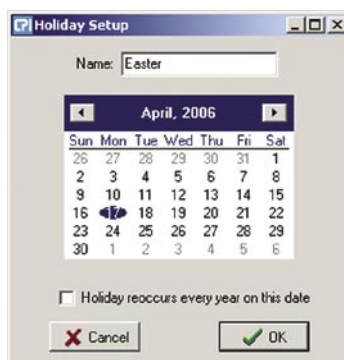 CPI Holiday Setup
Name: Easter
April, 2006
Sun Mon Tue Wed Thu Fri Sat
26 27 28 29 30 31 1
2 3 4 5 6 7 8
9 10 11 12 13 14 15
16 17 18 19 20 21 22
23 24 25 26 27 28 29
30 1 2 3 4 5 6
Holiday reoccurs every year on this date
Cancel OK